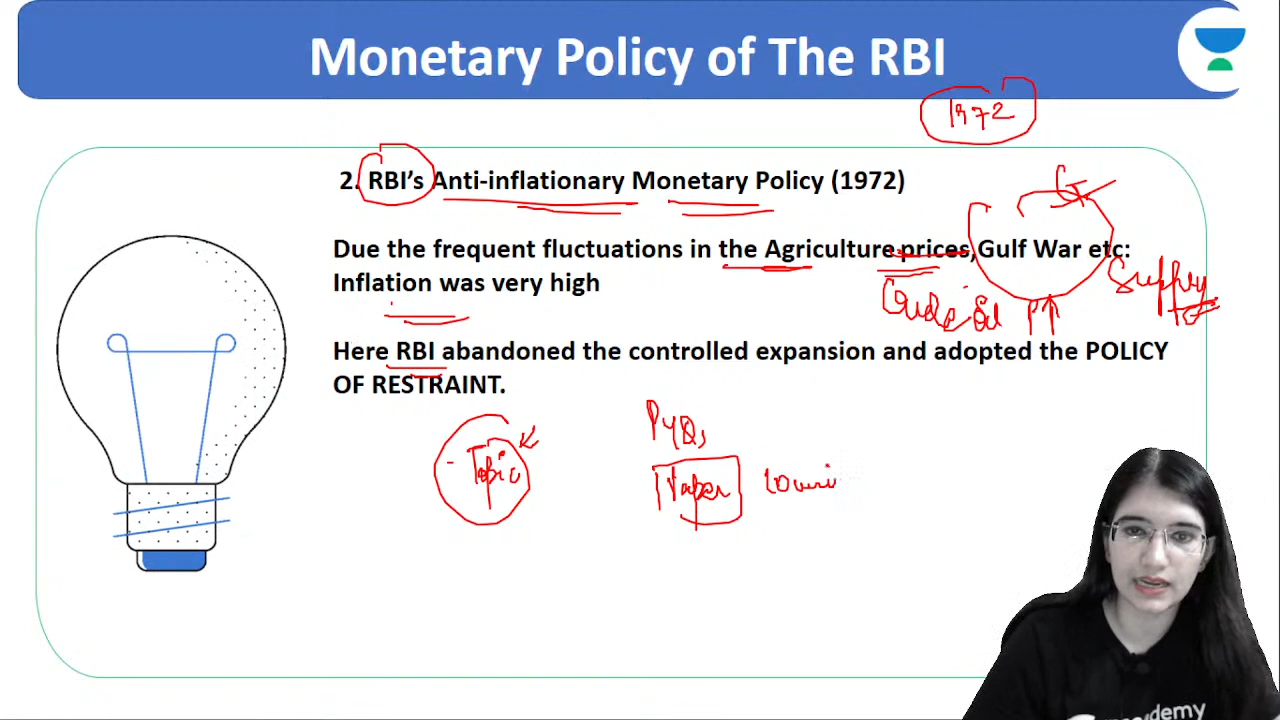 Monetary Policy of The RBI
1972
2. RBI's Anti-inflationary Monetary Policy (1972)
Due the frequent fluctuations in the Agriculture prices,Gulf War etc:
Inflation was very high
Crude oil
P↑
Supply
Here RBI abandoned the controlled expansion and adopted the POLICY
OF RESTRAINT.
PYQs
- Topic
Paper
ademy